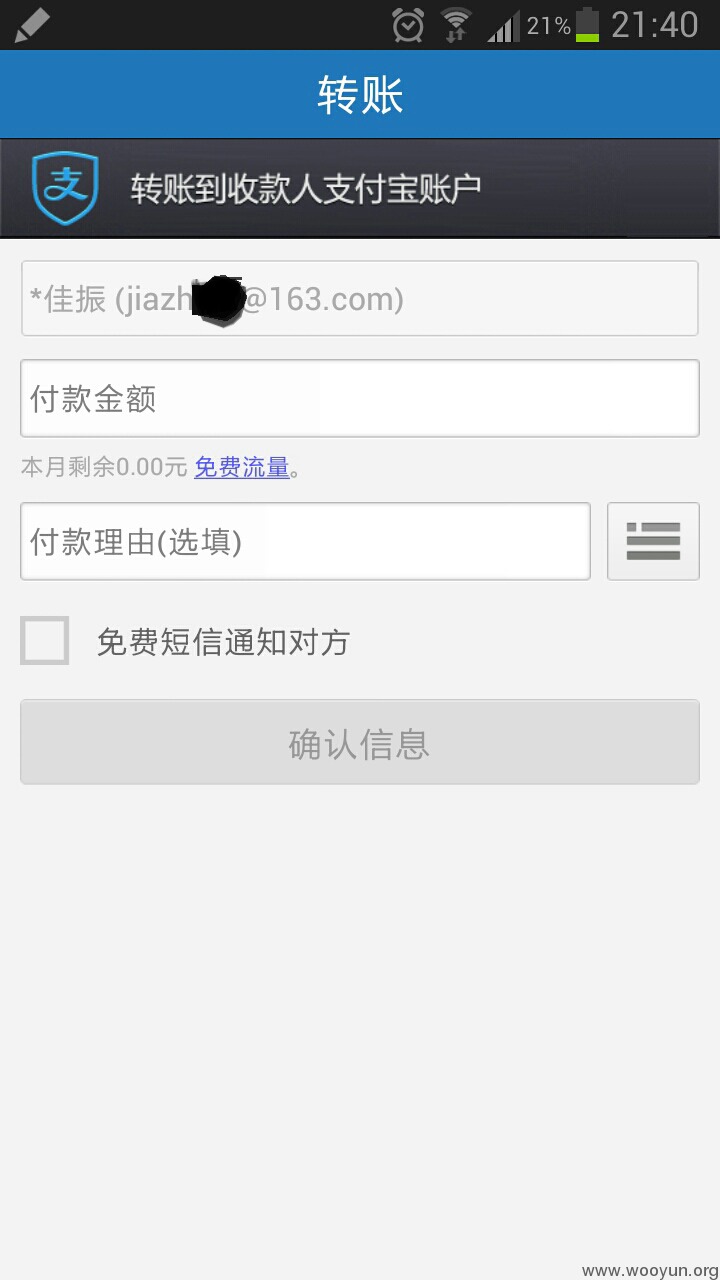 21% 21:40
转账
支 转账到收款人支付宝账户
*佳振 (jiazh @163.com)
付款金额
本月剩余0.00元 免费流量。
付款理由(选填)
免费短信通知对方
确认信息
www.wooyun.org